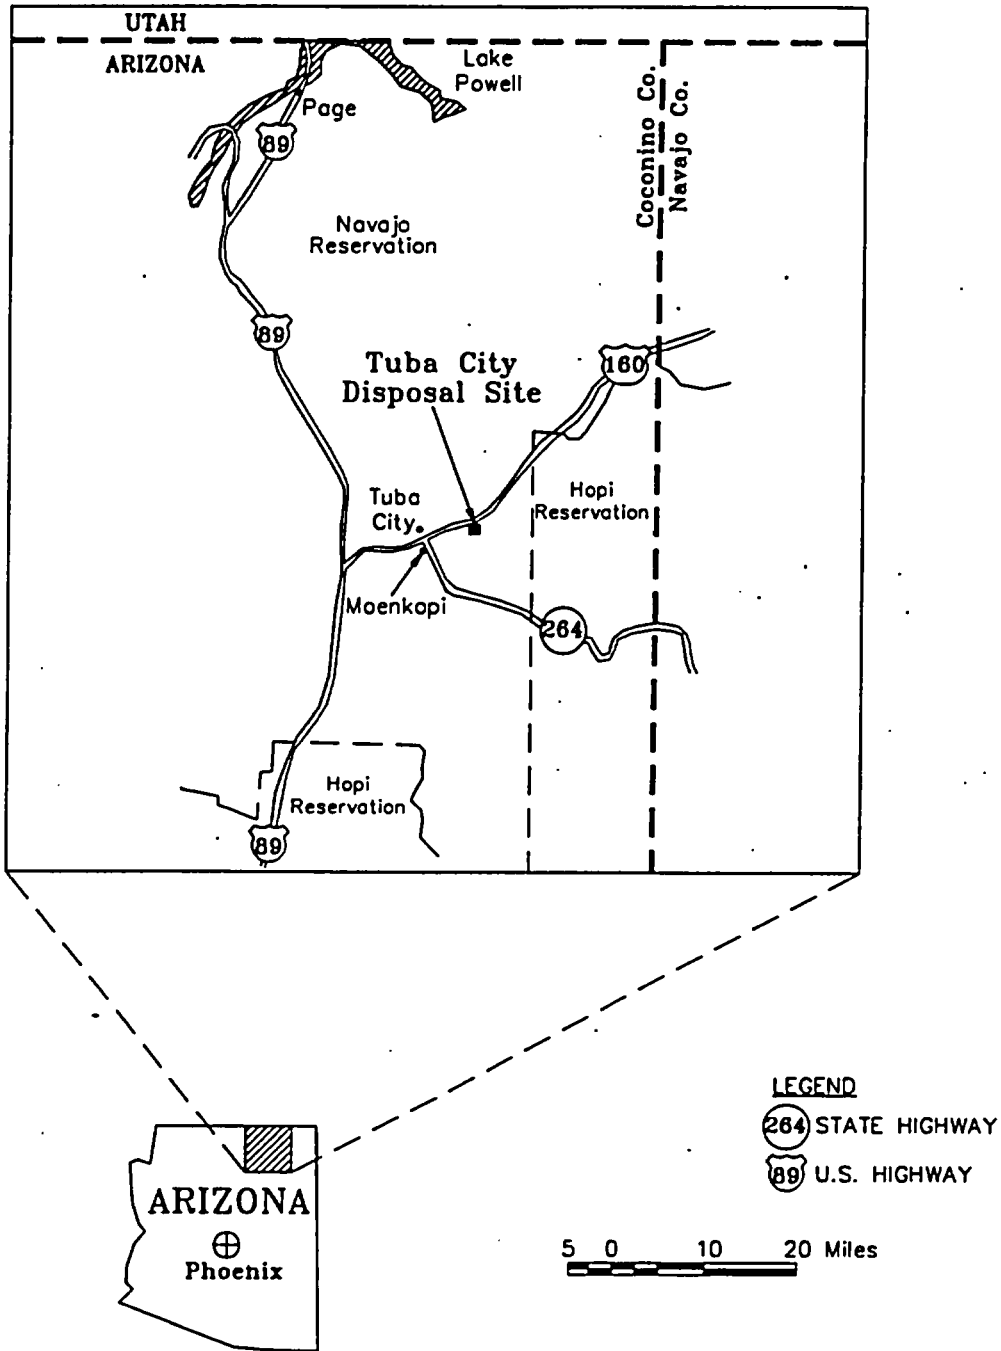 UTAH
ARIZONA
Lake
Powell
Page
89
Coconino Co.
Navajo Co.
Navajo
Reservation
89
Tuba City
Disposal Site
160
Tuba
City
Hopi
Reservation
Moenkopi
264
Hopi
Reservation
89
LEGEND
264 STATE HIGHWAY
89 U.S. HIGHWAY
ARIZONA
Phoenix
5 0 10 20 Miles